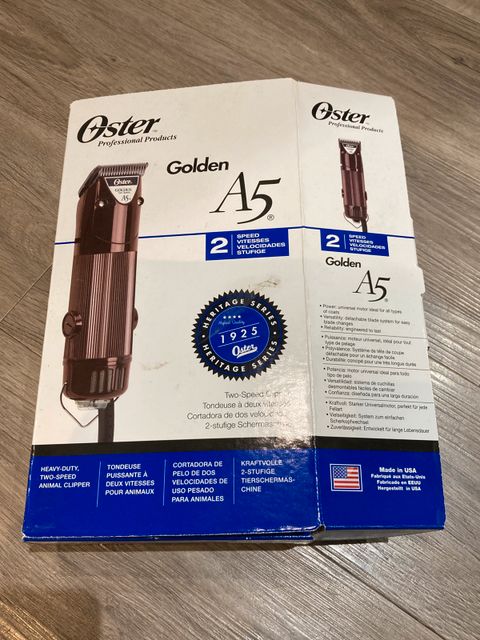 Oster
Professional Products
Golden
A5®
2 SPEED
VITESSES
VELOCIDADES
STUFIGE
Oster
GOLDEN
A5
HERITAGE SERIES
Highest Quality
1925
Oster
HERITAGE SERIES
Two-Speed
Tondeuse à deux
Cortadora de dos
2-stufige
HEAVY-DUTY,
TWO-SPEED
ANIMAL CLIPPER
TONDEUSE
PUISSANTE À
DEUX VITESSES
POUR ANIMAUX
CORTADORA DE
PELO DE DOS
VELOCIDADES DE
USO PESADO
PARA ANIMALES
KRAFTVOLLE
2-STUFIGE
TIERSCHERMAS-
CHINE
Oster
Professional Products
2 SPEED
VITESSES
VELOCIDADES
STUFIGE
Golden
A5®
• Power: universal motor ideal for all types
of coats
• Versatility: detachable blade system for easy
blade changes
• Reliability: engineered to last
• Puissance: moteur universel, idéal pour tout
type de pelage
• Polyvalence: Système de tête de coupe
détachable pour un échange facile
• Durabilité: conçue pour une très longue durée
• Potencia: motor universal ideal para todo
tipo de pelo
• Versatilidad: sistema de cuchillas
desmontables fáciles de cambiar
• Confianza: diseñada para una larga duración
• Kraftvoll: Starker Universalmotor, perfekt für jede
Fellart
• Vielseitigkeit: System zum einfachen
Scherkopfwechsel
• Zuverlässigkeit: Entwickelt für lange Lebensdauer
Made in USA
Fabriqué aux États-Unis
Fabricado en EEUU
Hergestellt in USA